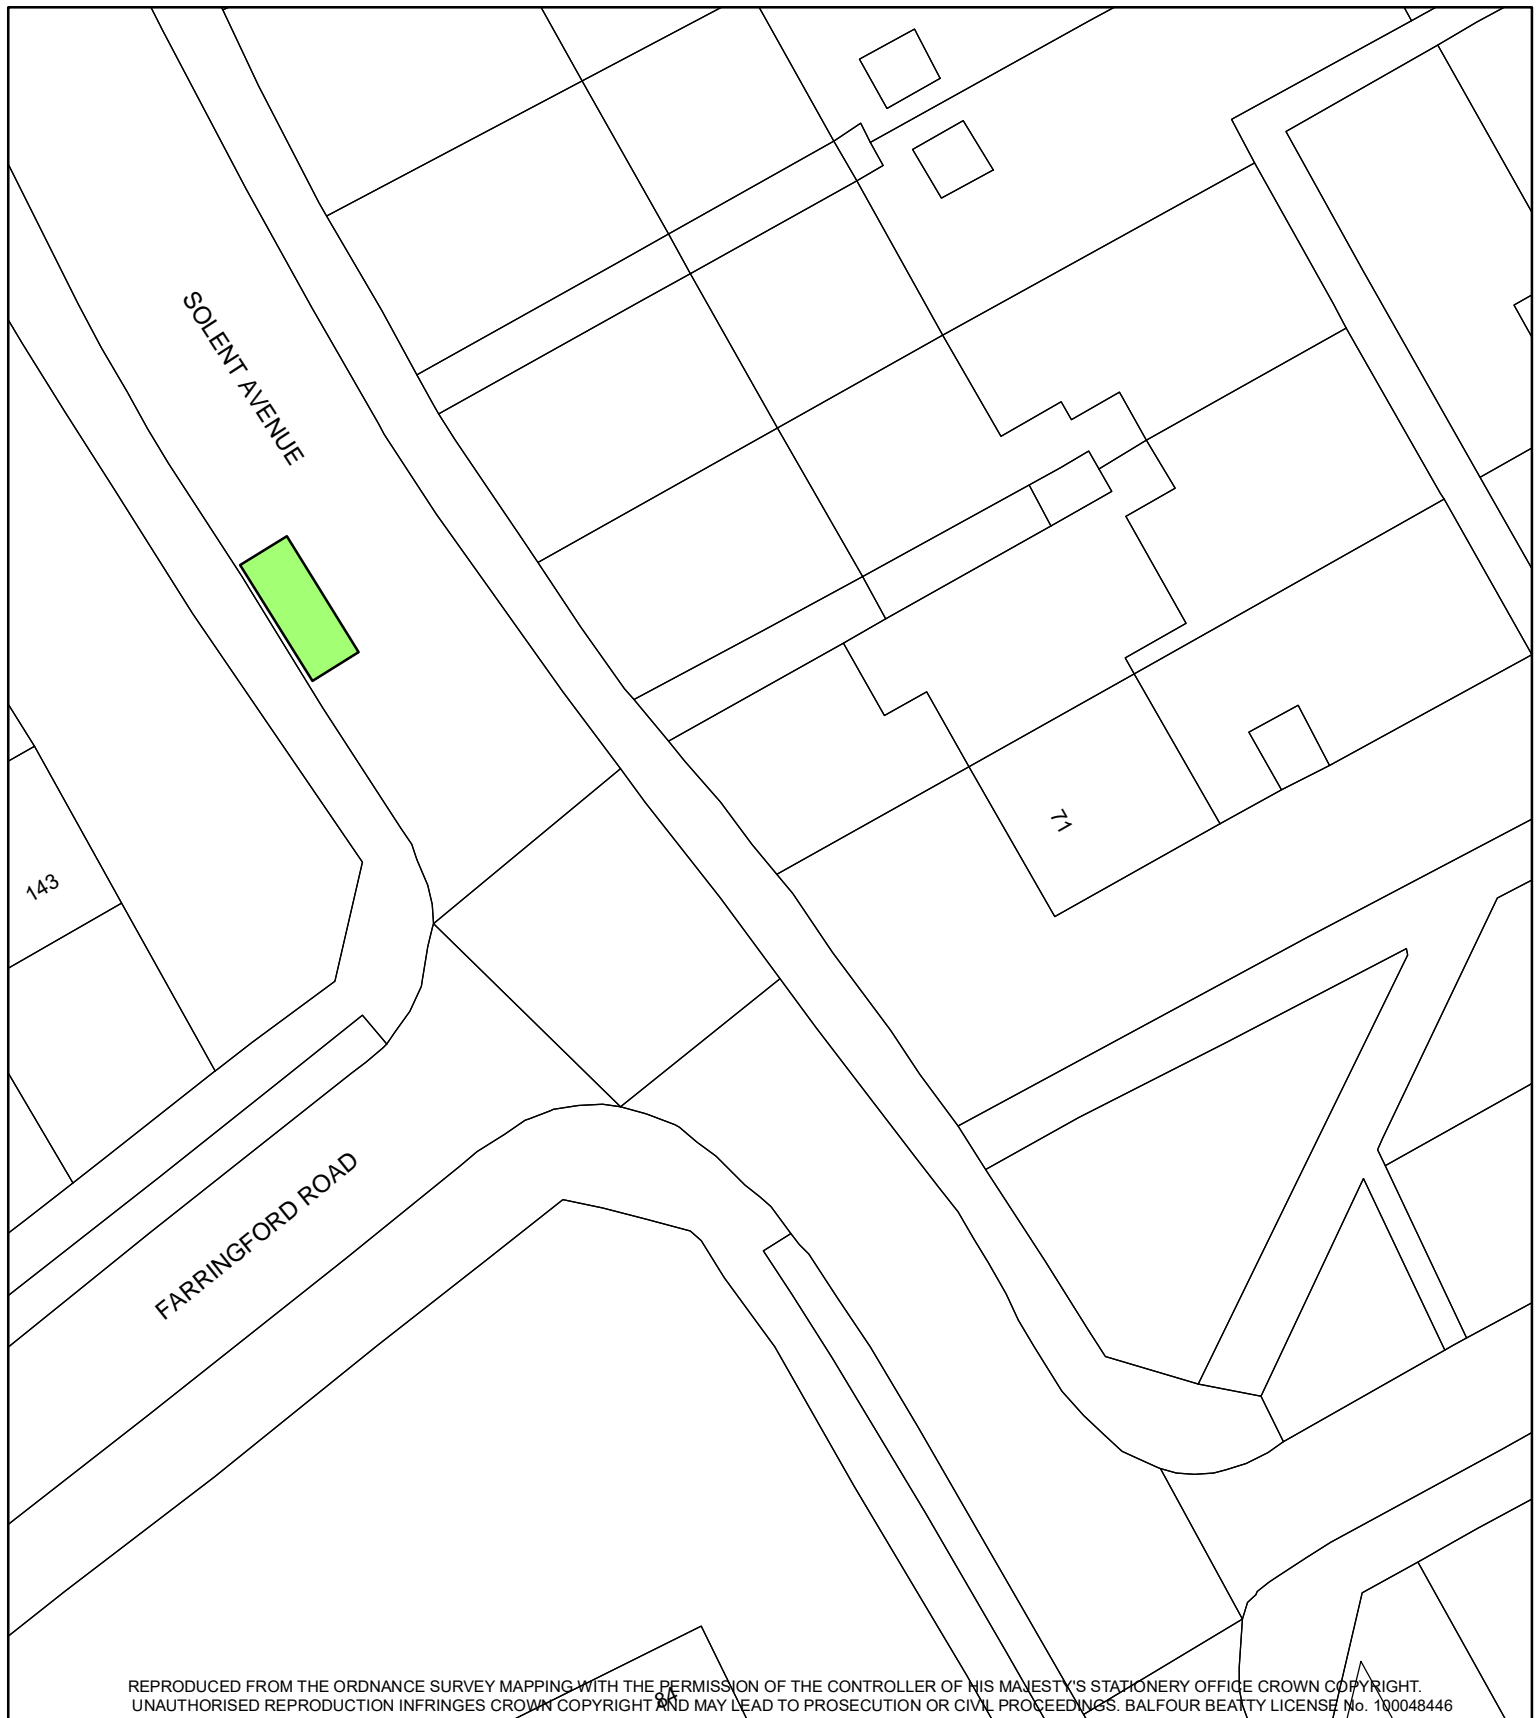 SOLENT AVENUE
71
143
FARRINGFORD ROAD
8A
REPRODUCED FROM THE ORDNANCE SURVEY MAPPING WITH THE PERMISSION OF THE CONTROLLER OF HIS MAJESTY'S STATIONERY OFFICE CROWN COPYRIGHT.
UNAUTHORISED REPRODUCTION INFRINGES CROWN COPYRIGHT AND MAY LEAD TO PROSECUTION OR CIVIL PROCEEDINGS. BALFOUR BEATTY LICENSE No. 100048446